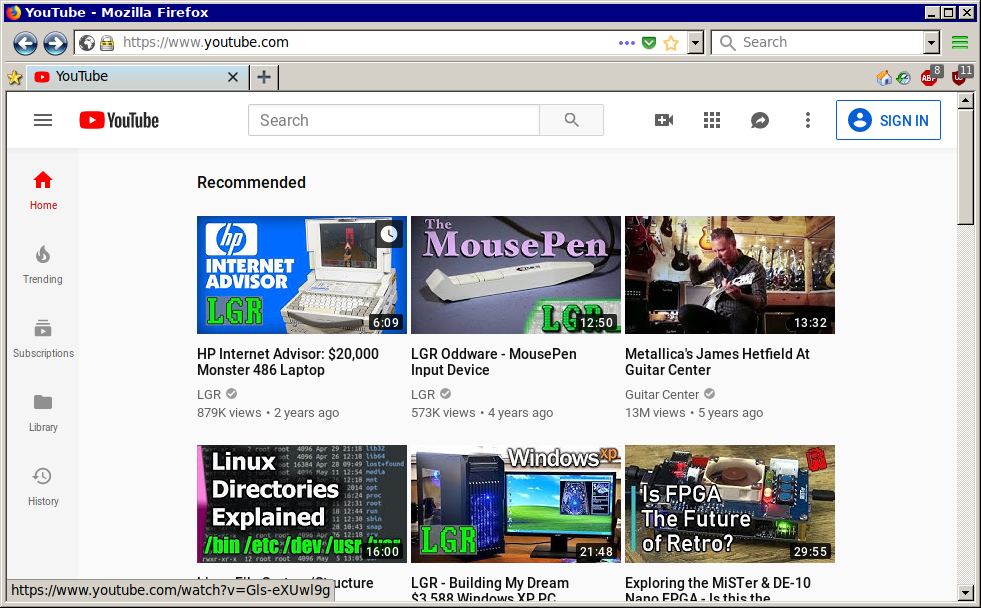 YouTube - Mozilla Firefox
https://www.youtube.com
Search
YouTube
ABP
8
11
YouTube
Search
SIGN IN
Home
Trending
Subscriptions
Library
History
Recommended
hp
INTERNET
ADVISOR
LGR
6:09
The
MousePen
LGR
12:50
13:32
HP Internet Advisor: $20,000
Monster 486 Laptop
LGR
879K views • 2 years ago
LGR Oddware - MousePen
Input Device
LGR
573K views • 4 years ago
Metallica's James Hetfield At
Guitar Center
Guitar Center
13M views • 5 years ago
Linux
Directories
Explained
/bin /etc /dev /usr /var
16:00
Windows xp
LGR
21:48
Is FPGA
The Future
of Retro?
29:55
LGR - Building My Dream
$3,588 Windows XP PC
Exploring the MiSTer & DE-10
Nano FPGA - Is this the
https://www.youtube.com/watch?v=Gls-eXUwl9g